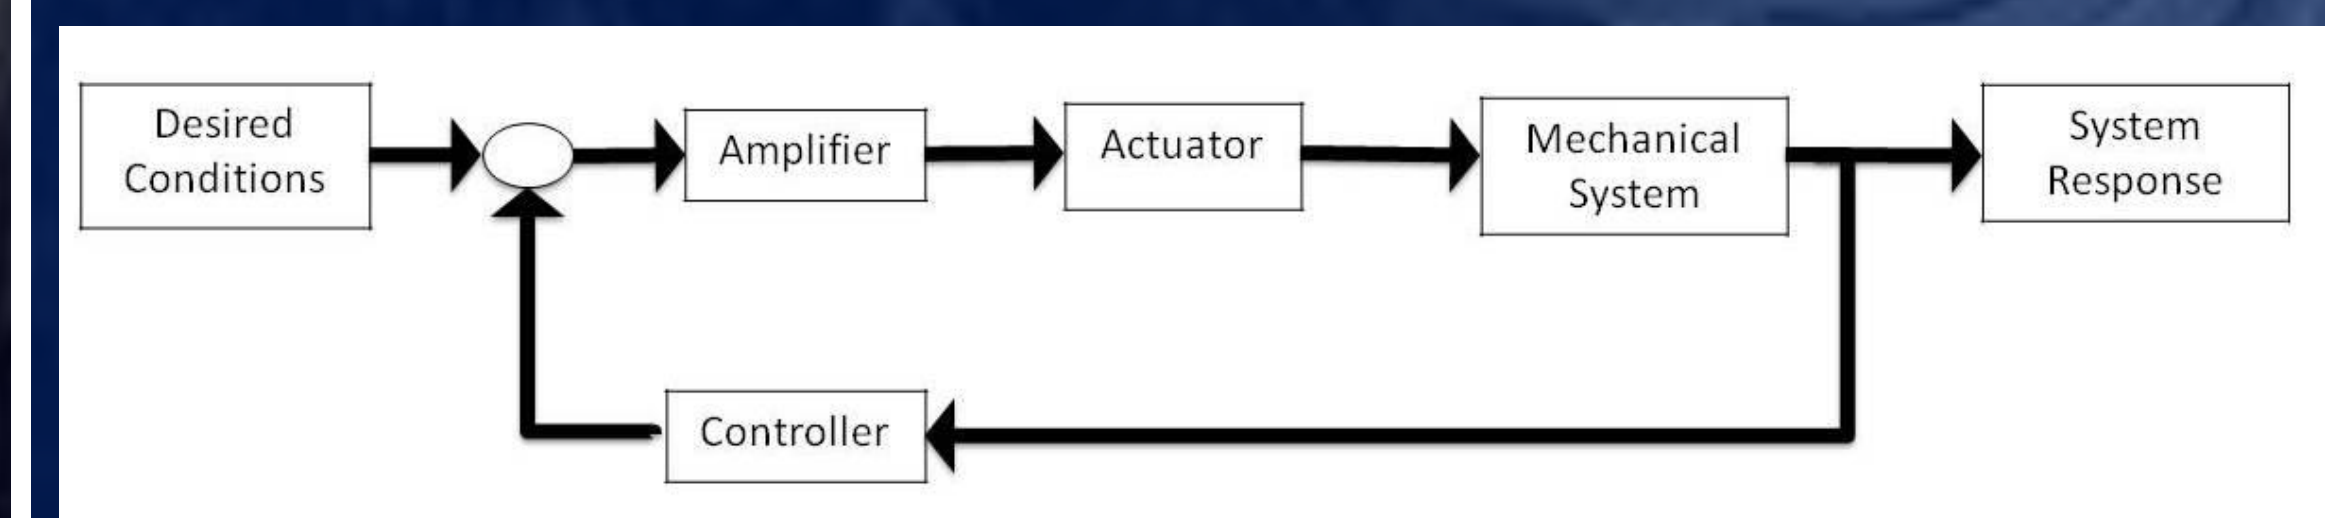 Desired
Conditions
Amplifier
Actuator
Mechanical
System
System
Response
Controller